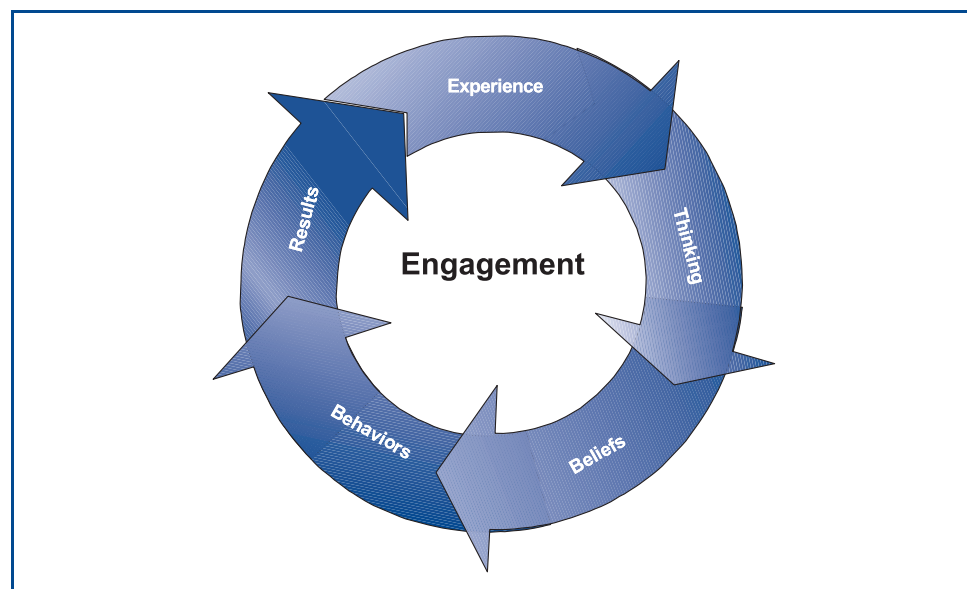 Experience
Thinking
Beliefs
Behaviors
Results
Engagement